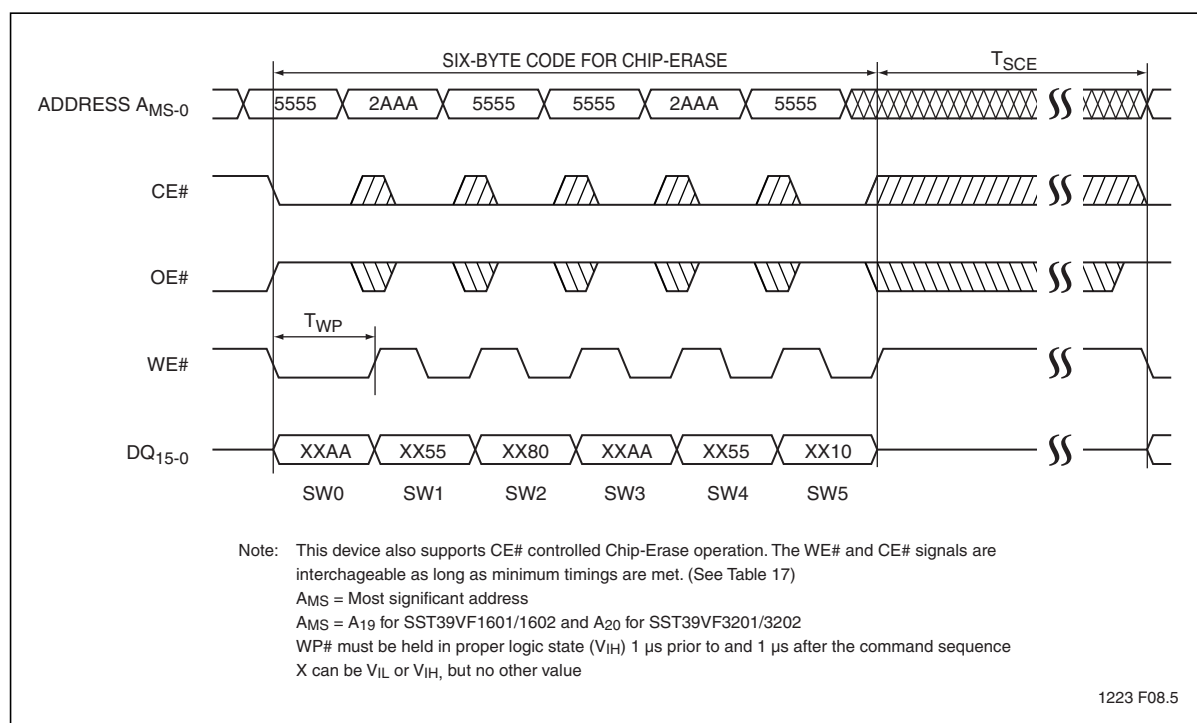 SIX-BYTE CODE FOR CHIP-ERASE TSCE
ADDRESS AMS-0 5555 2AAA 5555 5555 2AAA 5555
CE#
OE#
TWP
WE#
DQ15-0 XXAA XX55 XX80 XXAA XX55 XX10
SW0 SW1 SW2 SW3 SW4 SW5
Note: This device also supports CE# controlled Chip-Erase operation. The WE# and CE# signals are
interchageable as long as minimum timings are met. (See Table 17)
AMS = Most significant address
AMS = A19 for SST39VF1601/1602 and A20 for SST39VF3201/3202
WP# must be held in proper logic state (VIH) 1 µs prior to and 1 µs after the command sequence
X can be VIL or VIH, but no other value
1223 F08.5